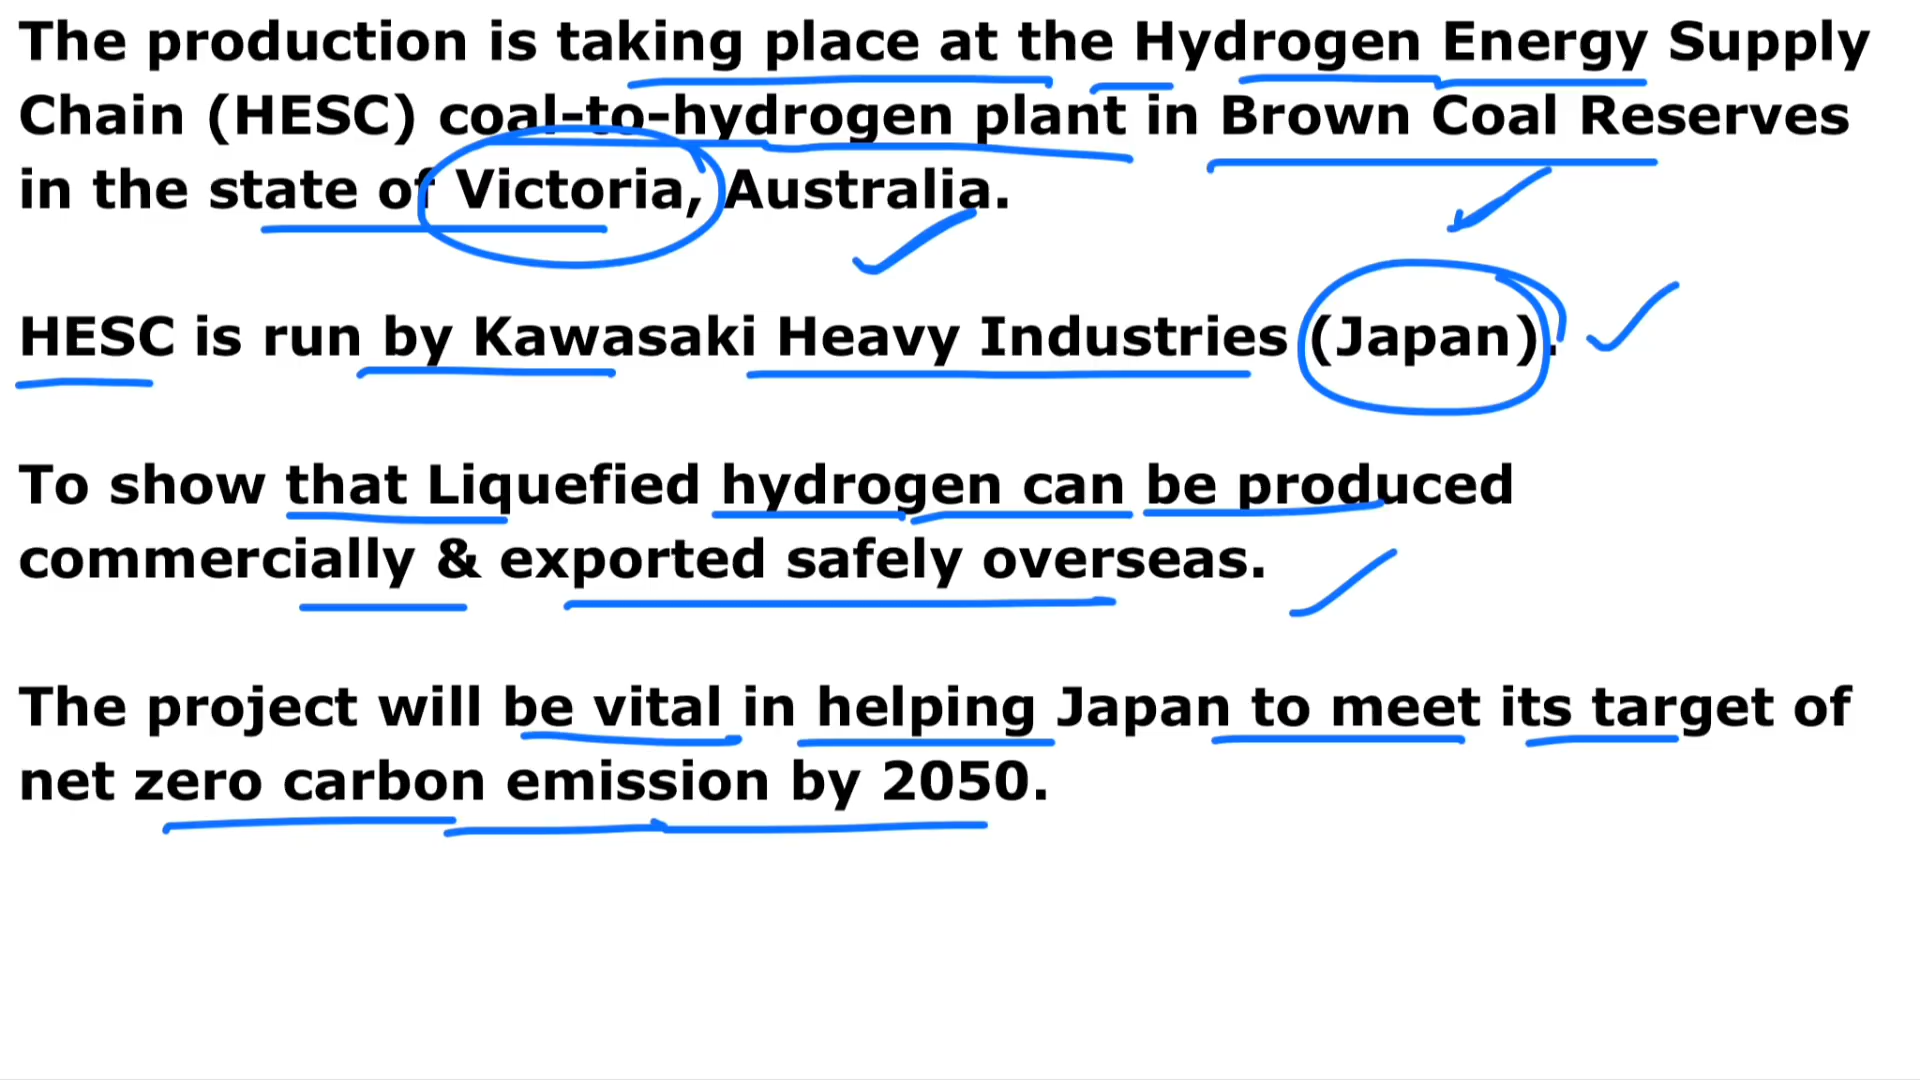 The production is taking place at the Hydrogen Energy Supply
Chain (HESC) coal-to-hydrogen plant in Brown Coal Reserves
in the state of Victoria, Australia.
HESC is run by Kawasaki Heavy Industries (Japan).
To show that Liquefied hydrogen can be produced
commercially & exported safely overseas.
The project will be vital in helping Japan to meet its target of
net zero carbon emission by 2050.